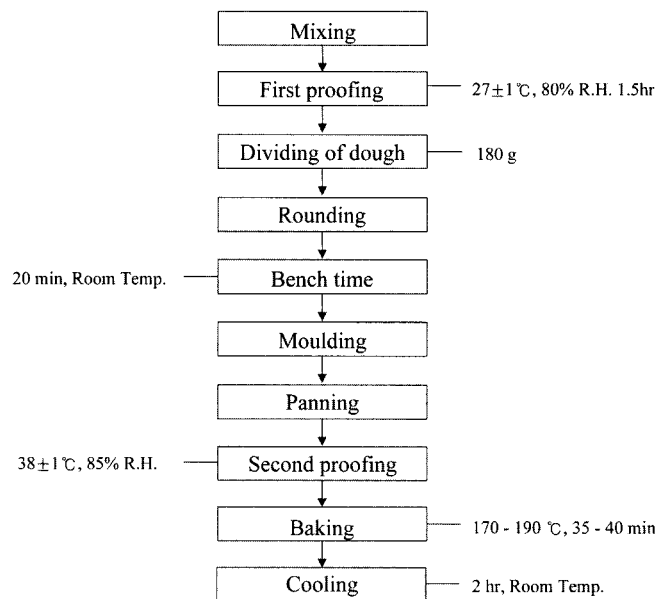 Mixing
First proofing
27±1℃, 80% R.H. 1.5hr
Dividing of dough
180 g
Rounding
20 min, Room Temp.
Bench time
Moulding
Panning
38±1℃, 85% R.H.
Second proofing
Baking
170 - 190 ℃, 35 - 40 min
Cooling
2 hr, Room Temp.